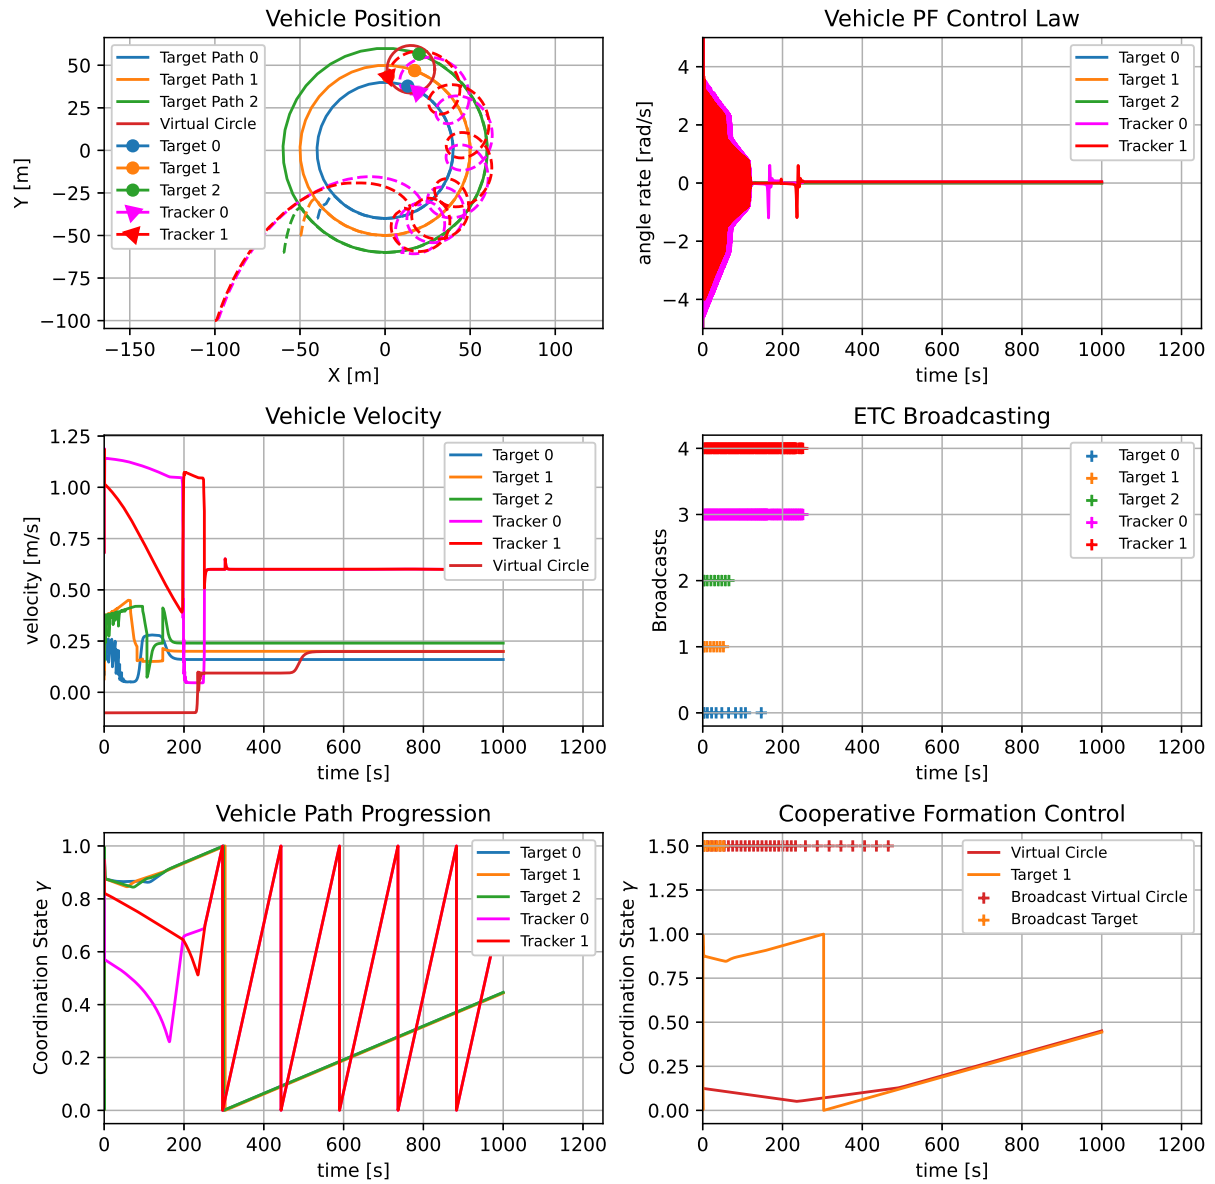 Vehicle Position
Target Path 0
Target Path 1
Target Path 2
Virtual Circle
Target 0
Target 1
Target 2
Tracker 0
Tracker 1
50
25
0
−25
−50
−75
−100
Y [m]
−150
−100
−50
0
50
100
X [m]
Vehicle PF Control Law
Target 0
Target 1
Target 2
Tracker 0
Tracker 1
4
2
0
−2
−4
angle rate [rad/s]
0
200
400
600
800
1000
1200
time [s]
Vehicle Velocity
Target 0
Target 1
Target 2
Tracker 0
Tracker 1
Virtual Circle
1.25
1.00
0.75
0.50
0.25
0.00
velocity [m/s]
0
200
400
600
800
1000
1200
time [s]
ETC Broadcasting
Target 0
Target 1
Target 2
Tracker 0
Tracker 1
4
3
2
1
0
Broadcasts
0
200
400
600
800
1000
1200
time [s]
Vehicle Path Progression
Target 0
Target 1
Target 2
Tracker 0
Tracker 1
1.0
0.8
0.6
0.4
0.2
0.0
Coordination State γ
0
200
400
600
800
1000
1200
time [s]
Cooperative Formation Control
Virtual Circle
Target 1
Broadcast Virtual Circle
Broadcast Target
1.50
1.25
1.00
0.75
0.50
0.25
0.00
Coordination State γ
0
200
400
600
800
1000
1200
time [s]